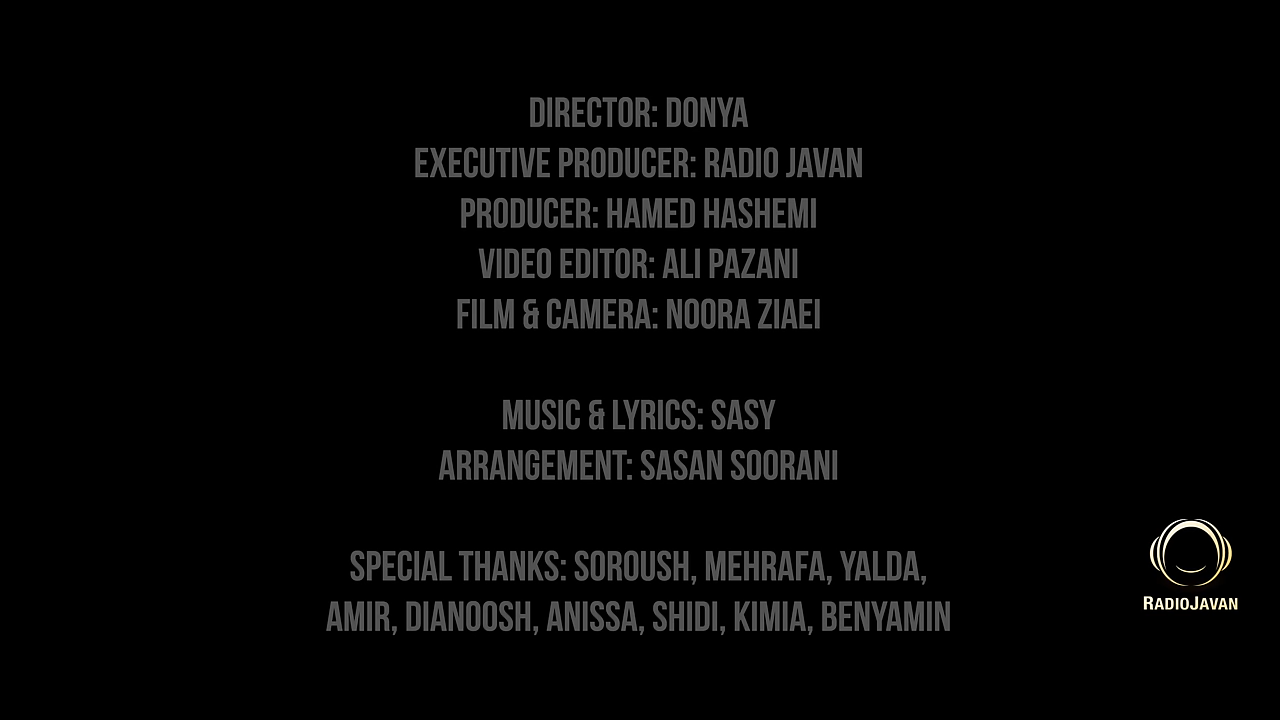 DIRECTOR: DONYA
EXECUTIVE PRODUCER: RADIO JAVAN
PRODUCER: HAMED HASHEMI
VIDEO EDITOR: ALI PAZANI
FILM & CAMERA: NOORA ZIAEI
MUSIC & LYRICS: SASY
ARRANGEMENT: SASAN SOORANI
SPECIAL THANKS: SOROUSH, MEHRAFA, YALDA,
AMIR, DIANOOSH, ANISSA, SHIDI, KIMIA, BENYAMIN
RADIOJAVAN